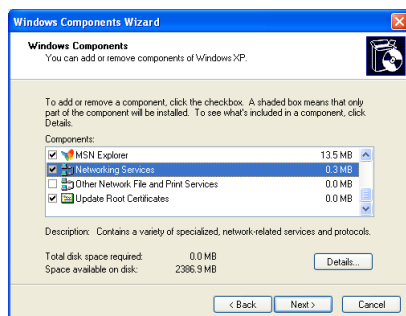 Windows Components Wizard
Windows Components
You can add or remove components of Windows XP.
To add or remove a component, click the checkbox. A shaded box means that only
part of the component will be installed. To see what's included in a component, click
Details.
Components:
MSN Explorer 13.5 MB
Networking Services 0.3 MB
Other Network File and Print Services 0.0 MB
Update Root Certificates 0.0 MB
Description: Contains a variety of specialized, network-related services and protocols.
Total disk space required: 0.0 MB
Space available on disk: 2386.9 MB
Details...
< Back Next > Cancel